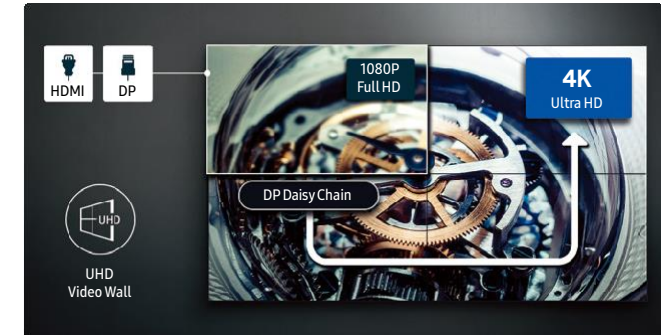 HDMI
DP
1080P
Full HD
4K
Ultra HD
DP Daisy Chain
UHD
UHD
Video Wall